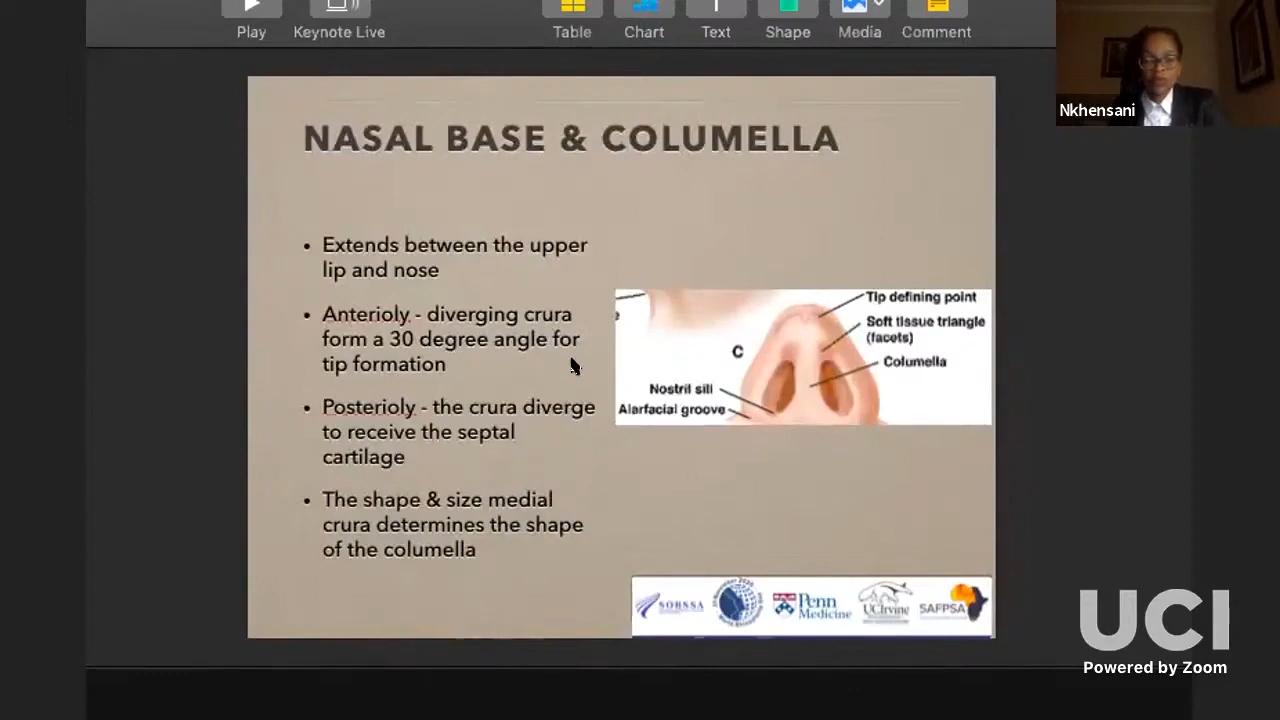 Play
Keynote Live
Table
Chart
Text
Shape
Media
Comment
Nkhensani
NASAL BASE & COLUMELLA
• Extends between the upper
lip and nose
• Anterioly - diverging crura
form a 30 degree angle for
tip formation
• Posterioly - the crura diverge
to receive the septal
cartilage
• The shape & size medial
crura determines the shape
of the columella
Tip defining point
Soft tissue triangle
(facets)
Columella
C
Nostril sill
Alarfacial groove
SORSSA
Penn
Medicine
UCIrvine
SAFPSA
UCI
Powered by Zoom